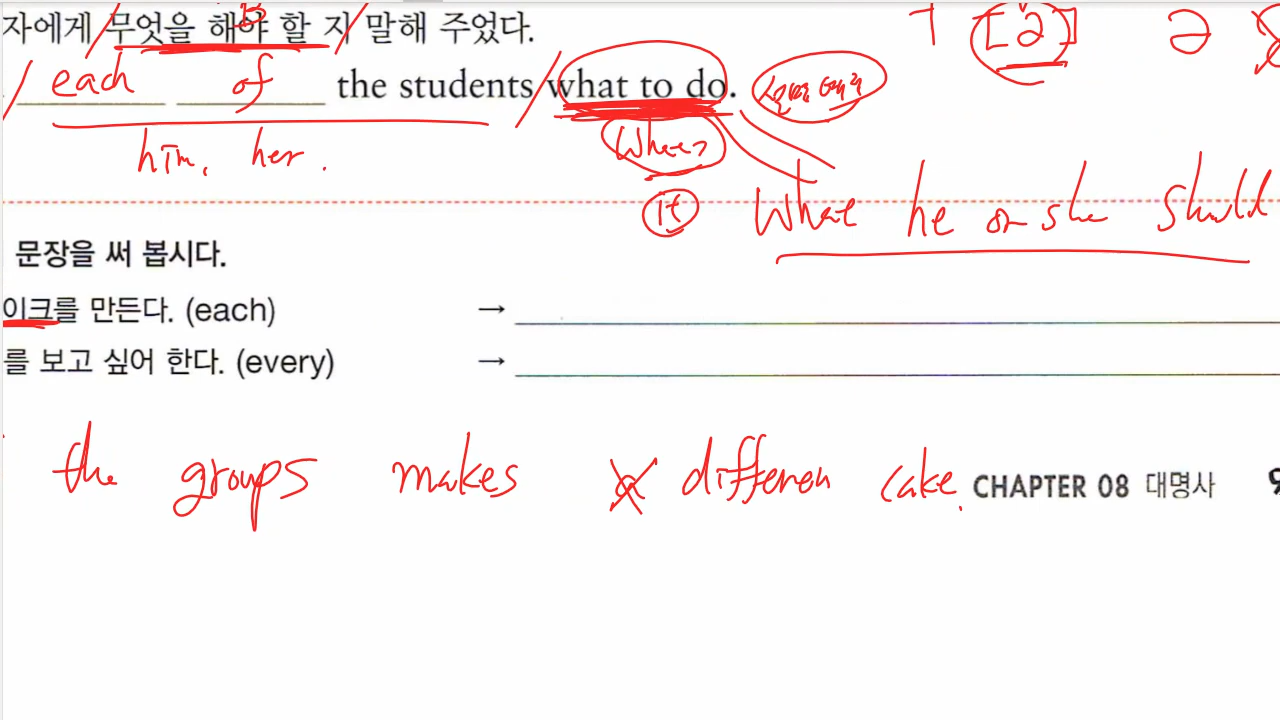 자에게 무엇을 해야 할 지 말해 주었다.
each of the students what to do.
him, her.
it What he or she should
문장을 써 봅시다.
이크를 만든다. (each) →
를 보고 싶어 한다. (every) →
the groups makes a differen cake.
CHAPTER 08 대명사